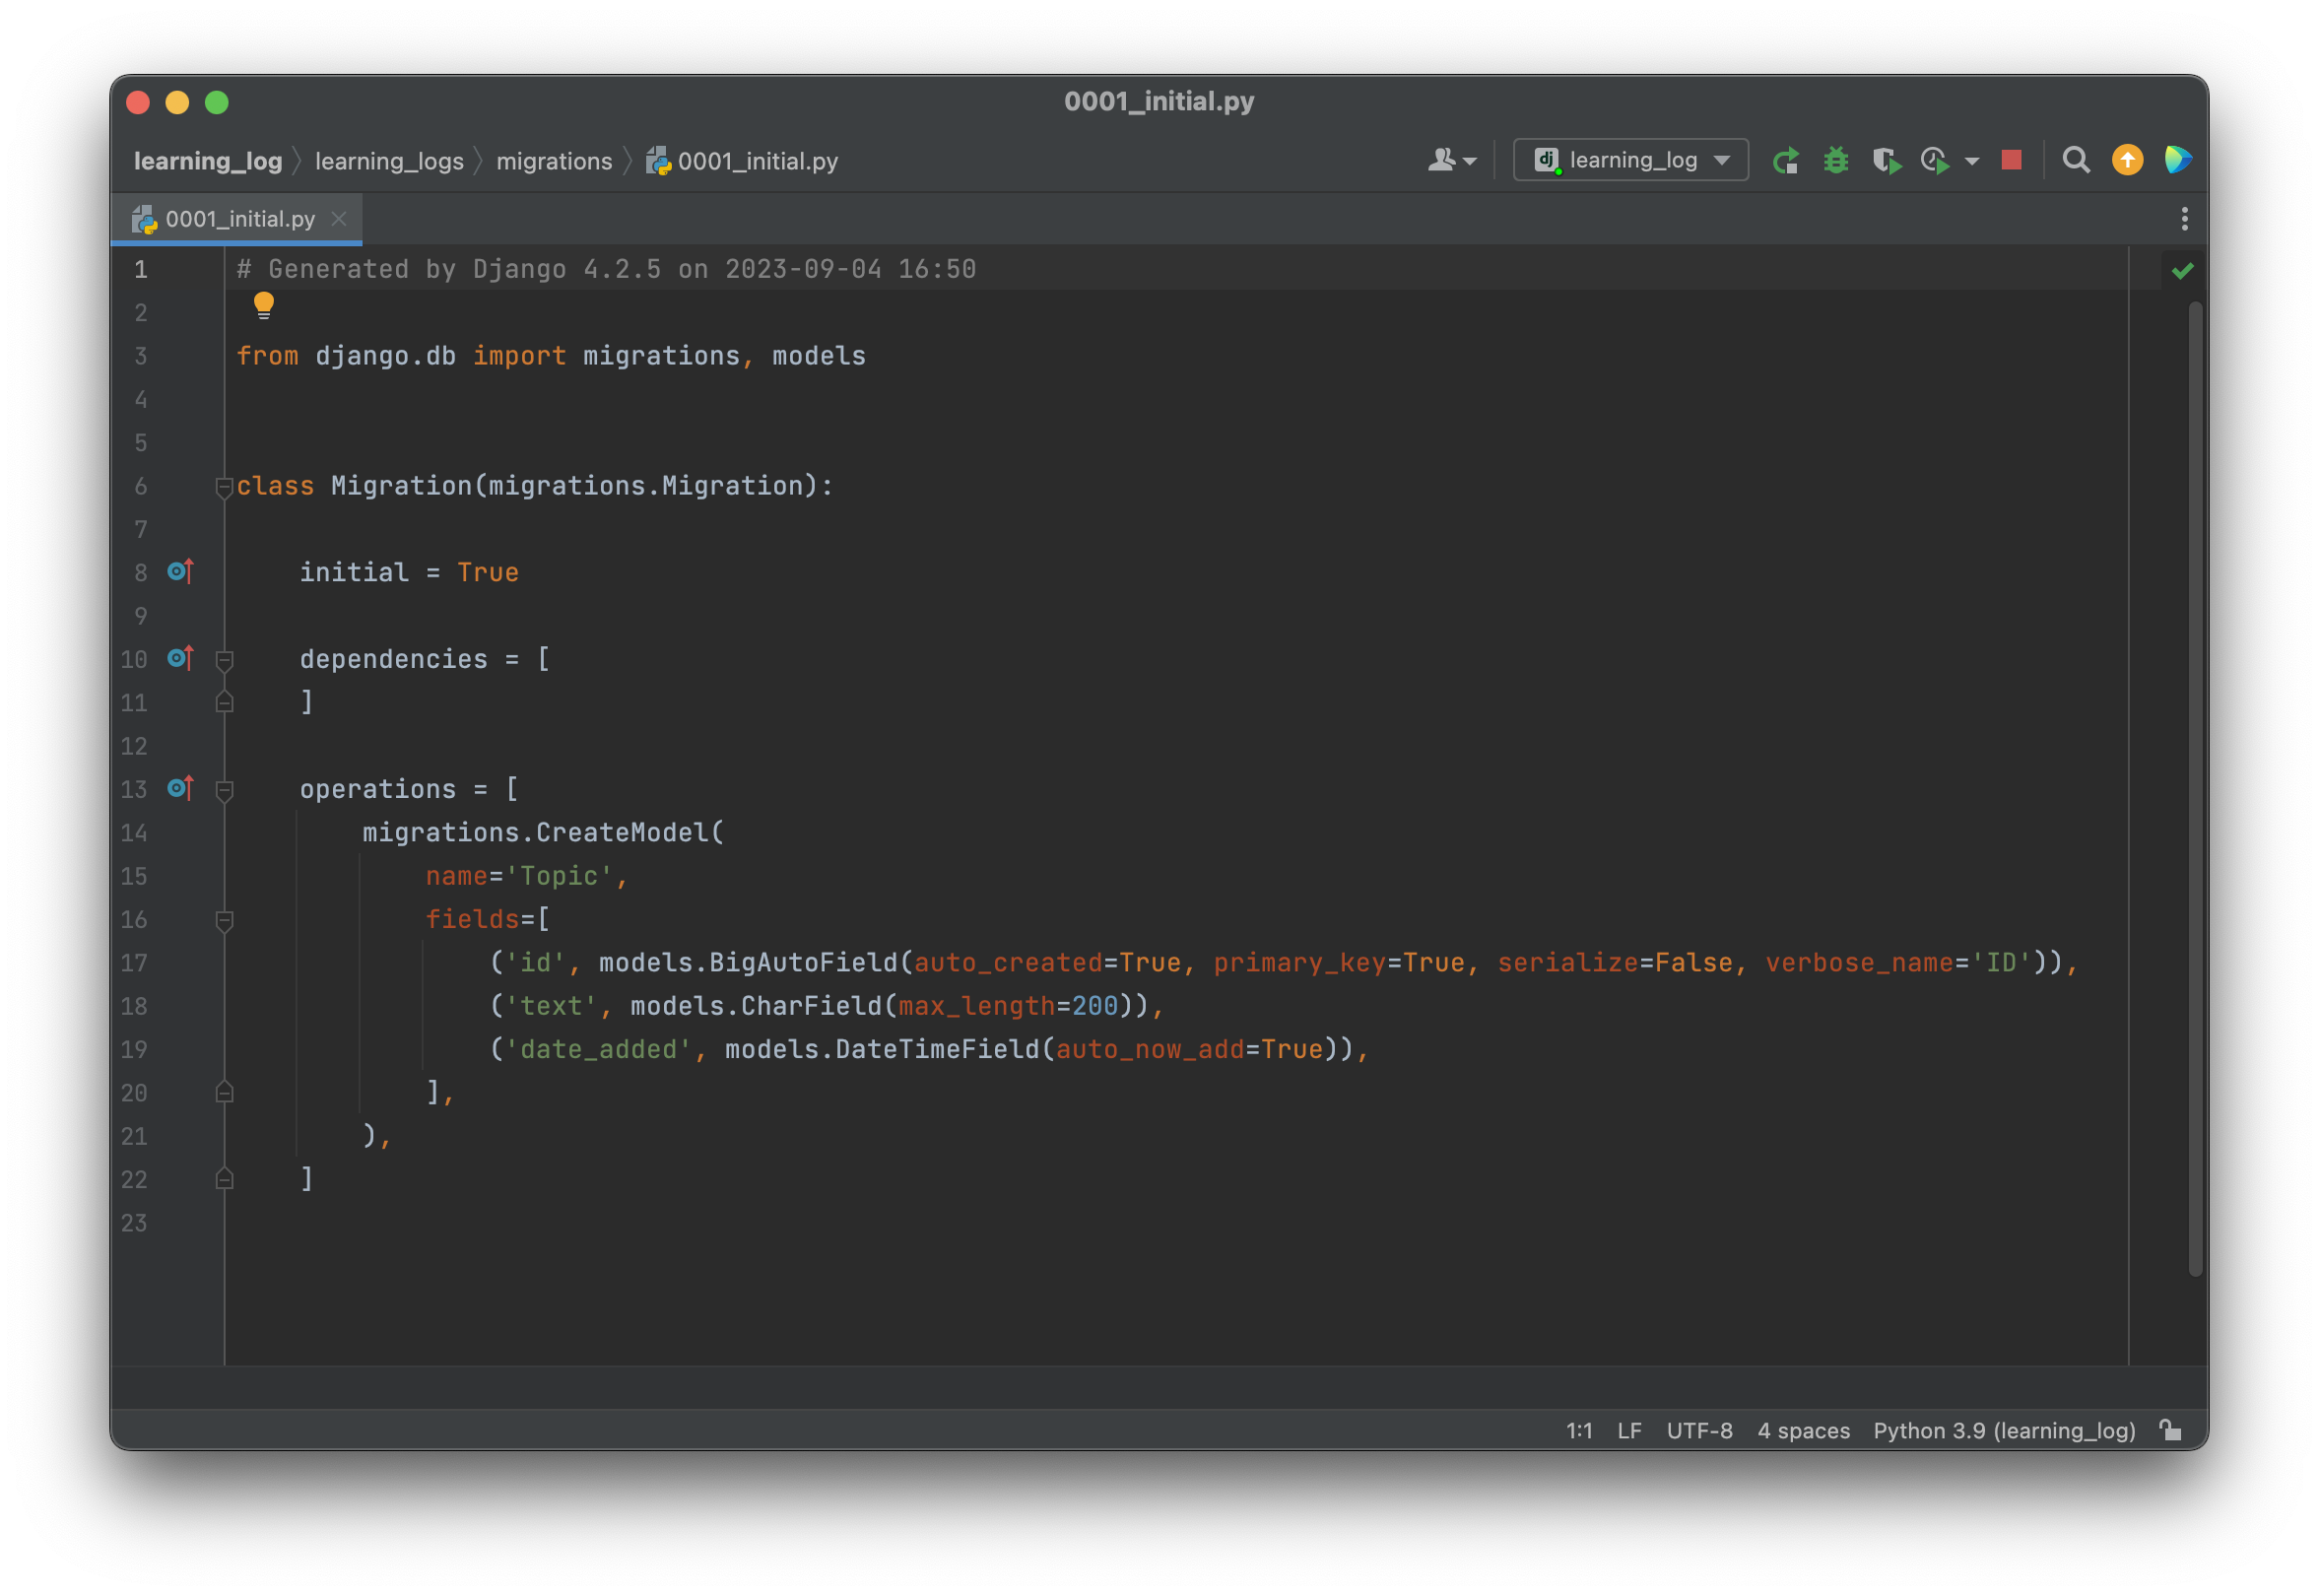 0001_initial.py
learning_log learning_logs migrations 0001_initial.py dj learning_log
0001_initial.py
1 # Generated by Django 4.2.5 on 2023-09-04 16:50
2
3 from django.db import migrations, models
4
5
6 class Migration(migrations.Migration):
7
8     initial = True
9
10     dependencies = [
11     ]
12
13     operations = [
14         migrations.CreateModel(
15             name='Topic',
16             fields=[
17                 ('id', models.BigAutoField(auto_created=True, primary_key=True, serialize=False, verbose_name='ID')),
18                 ('text', models.CharField(max_length=200)),
19                 ('date_added', models.DateTimeField(auto_now_add=True)),
20             ],
21         ),
22     ]
23
1:1 LF UTF-8 4 spaces Python 3.9 (learning_log)